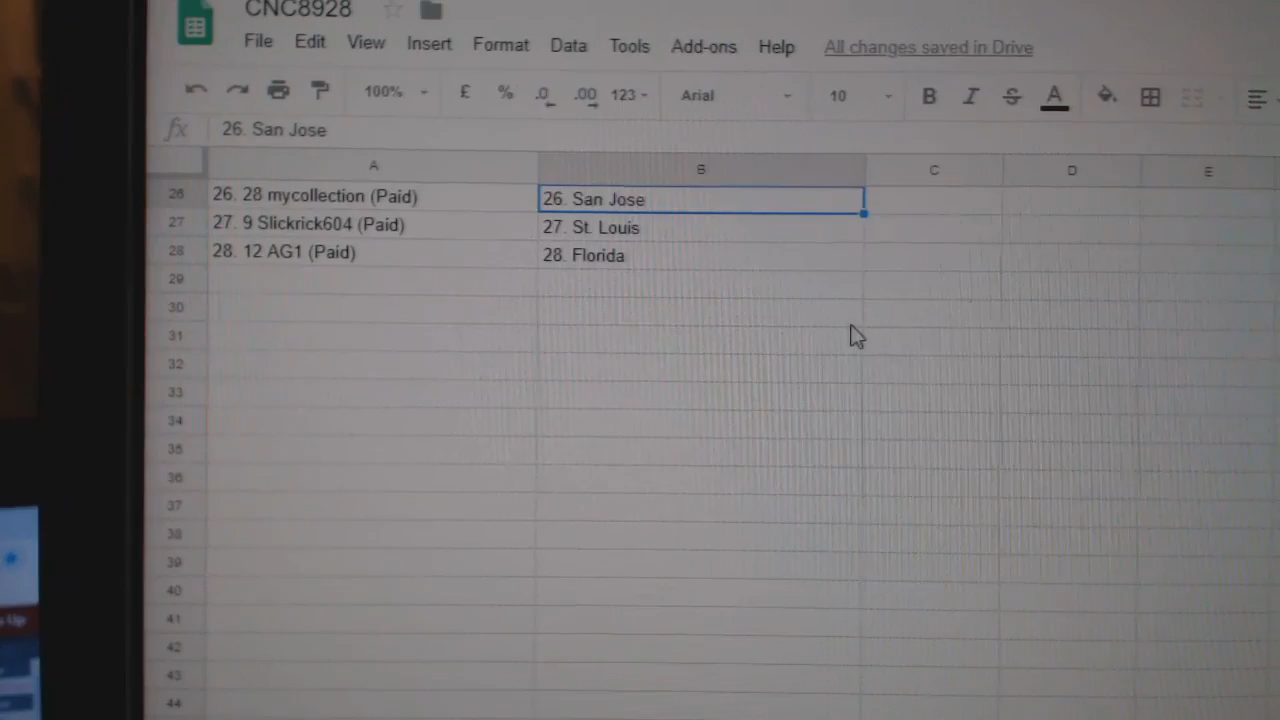 CNC8928
File Edit View Insert Format Data Tools Add-ons Help All changes saved in Drive
100% £ % .0 .00 123 Arial 10 B I S A
fx 26. San Jose
A B C D E
26 26. 28 mycollection (Paid) 26. San Jose
27 27. 9 Slickrick604 (Paid) 27. St. Louis
28 28. 12 AG1 (Paid) 28. Florida
29
30
31
32
33
34
35
36
37
38
39
40
41
42
43
44
Up